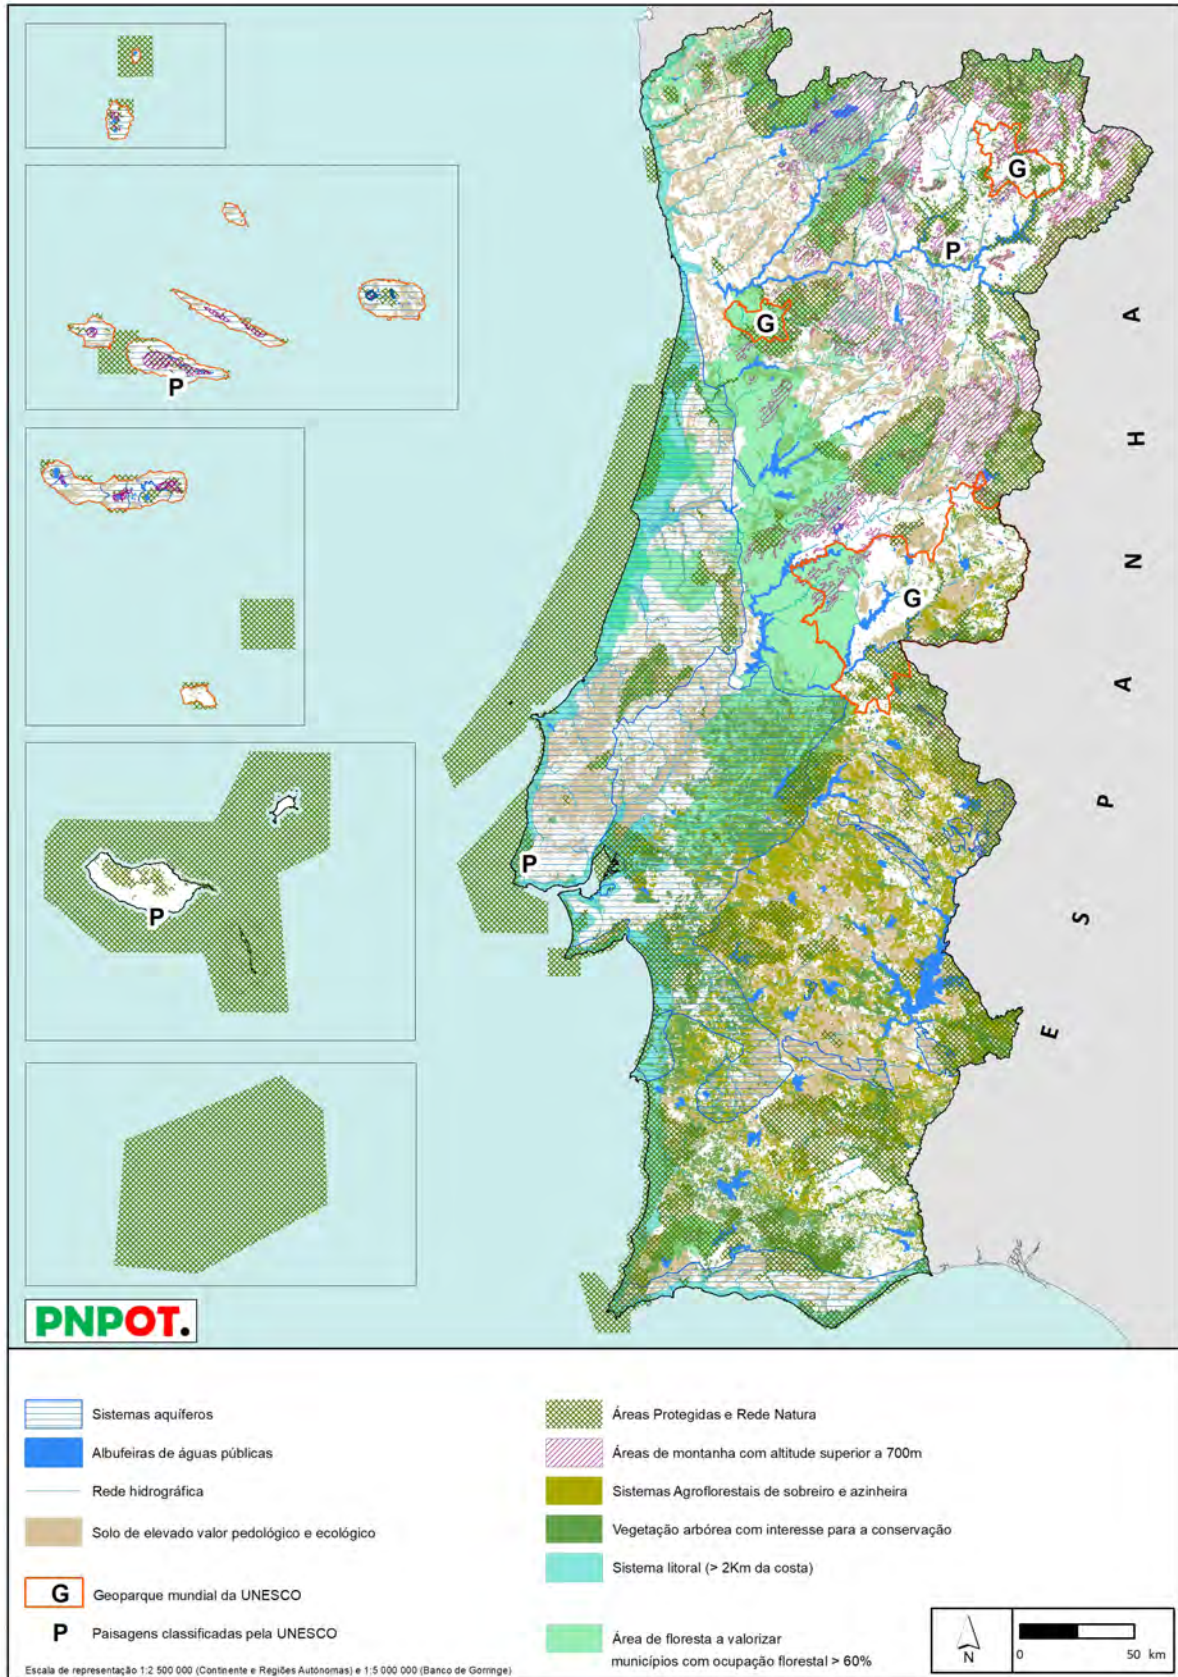 G
P
G
P
G
P
P
E S P A N H A
PNPOT.
Sistemas aquíferos
Albufeiras de águas públicas
Rede hidrográfica
Solo de elevado valor pedológico e ecológico
G Geoparque mundial da UNESCO
P Paisagens classificadas pela UNESCO
Escala de representação 1:2 500 000 (Continente e Regiões Autónomas) e 1:5 000 000 (Banco de Gorringe)
Áreas Protegidas e Rede Natura
Áreas de montanha com altitude superior a 700m
Sistemas Agroflorestais de sobreiro e azinheira
Vegetação arbórea com interesse para a conservação
Sistema litoral (> 2Km da costa)
Área de floresta a valorizar
municípios com ocupação florestal > 60%
N
0 50 km